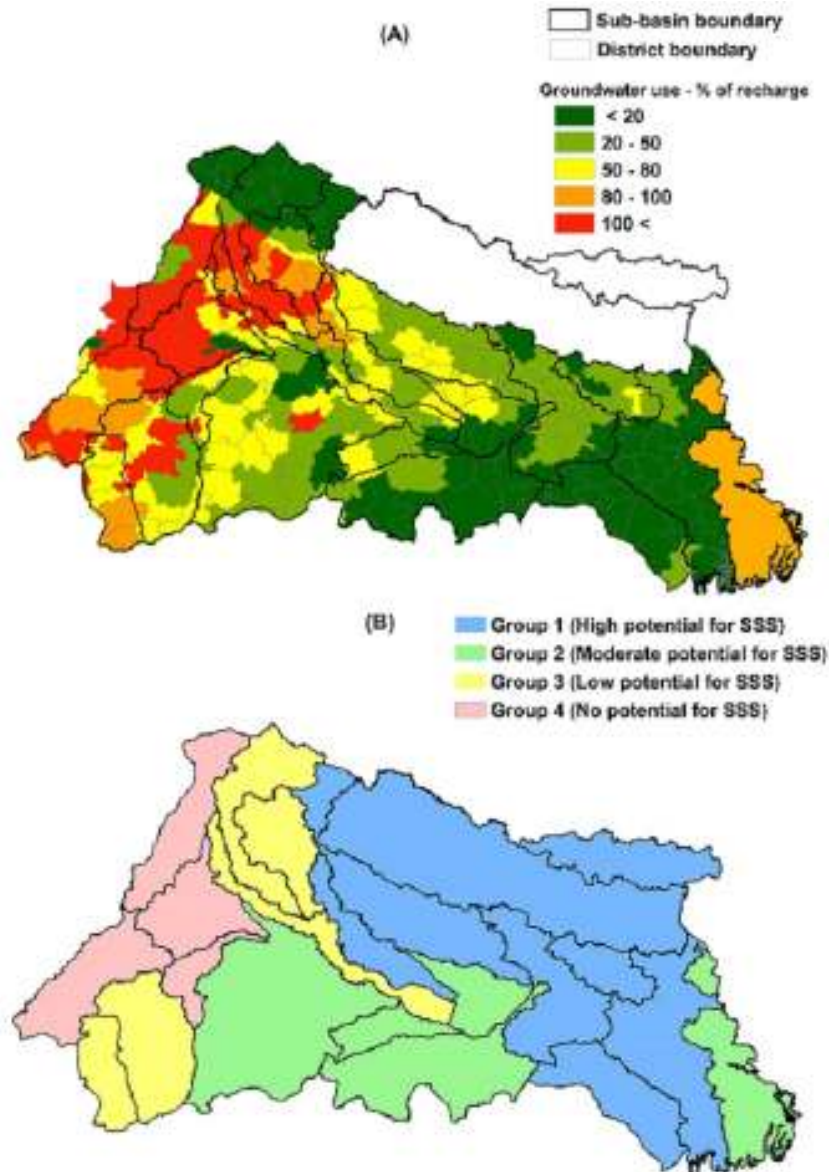 (A)
Sub-basin boundary
District boundary
Groundwater use - % of recharge
< 20
20 - 50
50 - 80
80 - 100
100 <
(B)
Group 1 (High potential for SSS)
Group 2 (Moderate potential for SSS)
Group 3 (Low potential for SSS)
Group 4 (No potential for SSS)